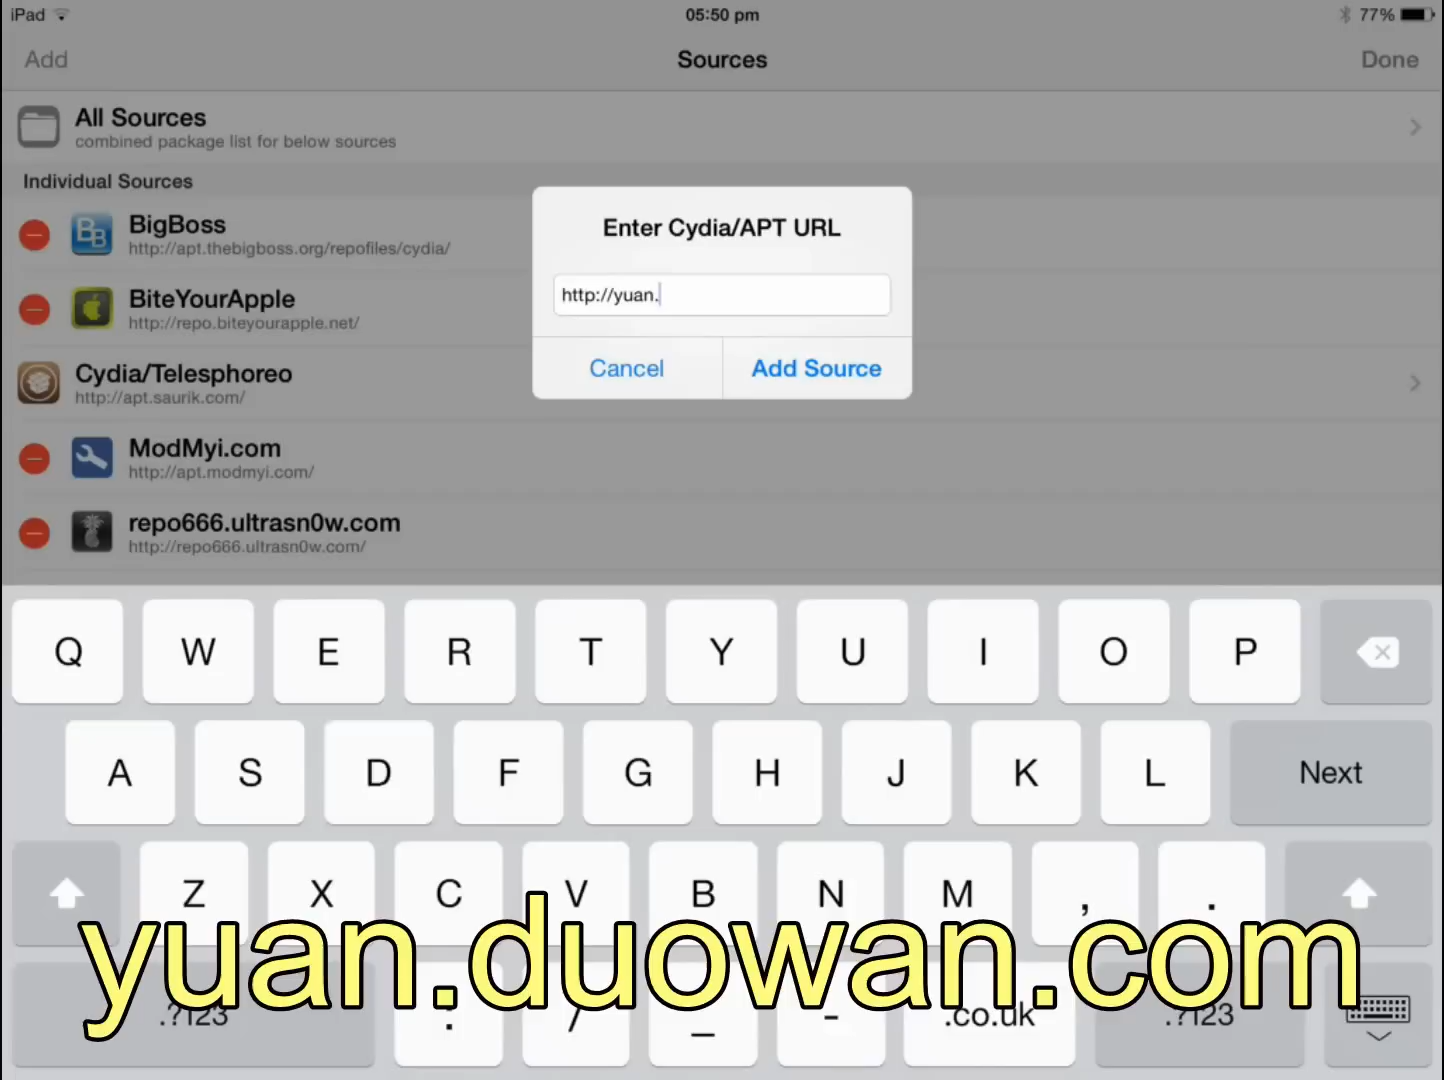 iPad 05:50 pm 77%
Add Sources Done
All Sources
combined package list for below sources
Individual Sources
BigBoss
http://apt.thebigboss.org/repofiles/cydia/
BiteYourApple
http://repo.biteyourapple.net/
Cydia/Telesphoreo
http://apt.saurik.com/
ModMyi.com
http://apt.modmyi.com/
repo666.ultrasn0w.com
http://repo666.ultrasn0w.com/
Enter Cydia/APT URL
http://yuan.
Cancel Add Source
Q W E R T Y U I O P
A S D F G H J K L Next
Z X C V B N M , .
yuan.duowan.com
.?123 : / _ - .co.uk .?123